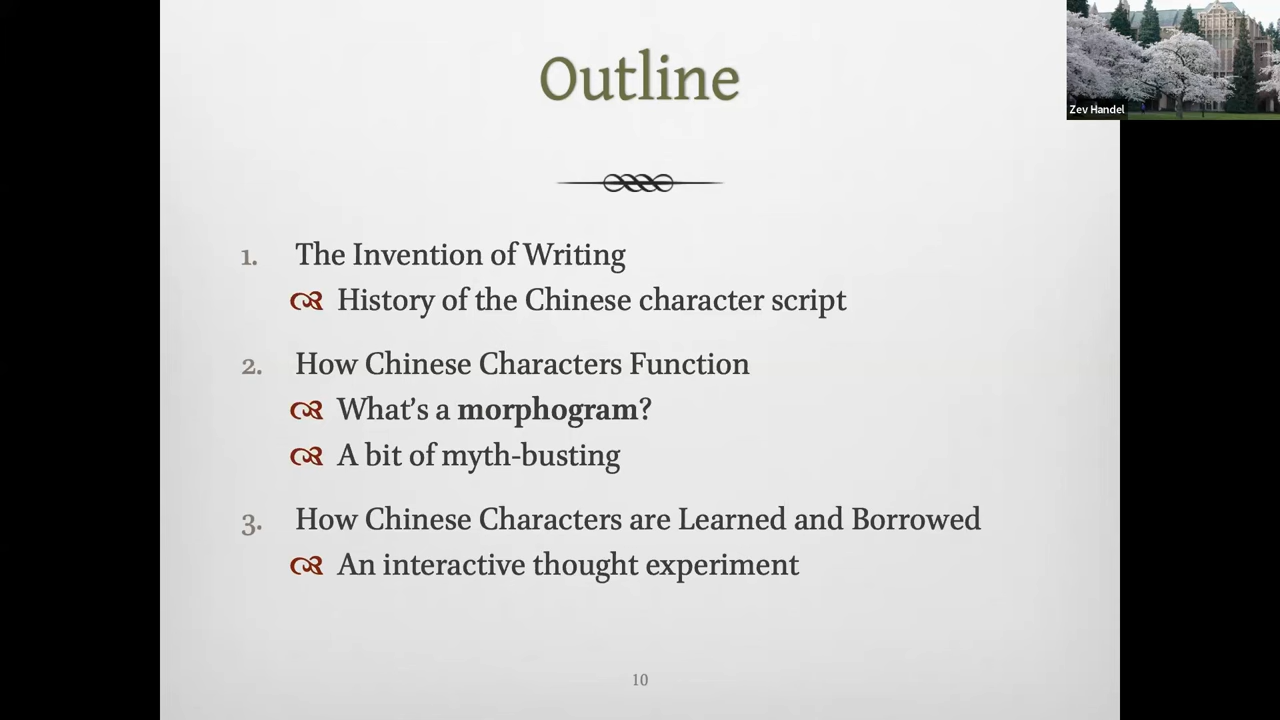 Outline
Zev Handel
1. The Invention of Writing
History of the Chinese character script
2. How Chinese Characters Function
What's a morphogram?
A bit of myth-busting
3. How Chinese Characters are Learned and Borrowed
An interactive thought experiment
10